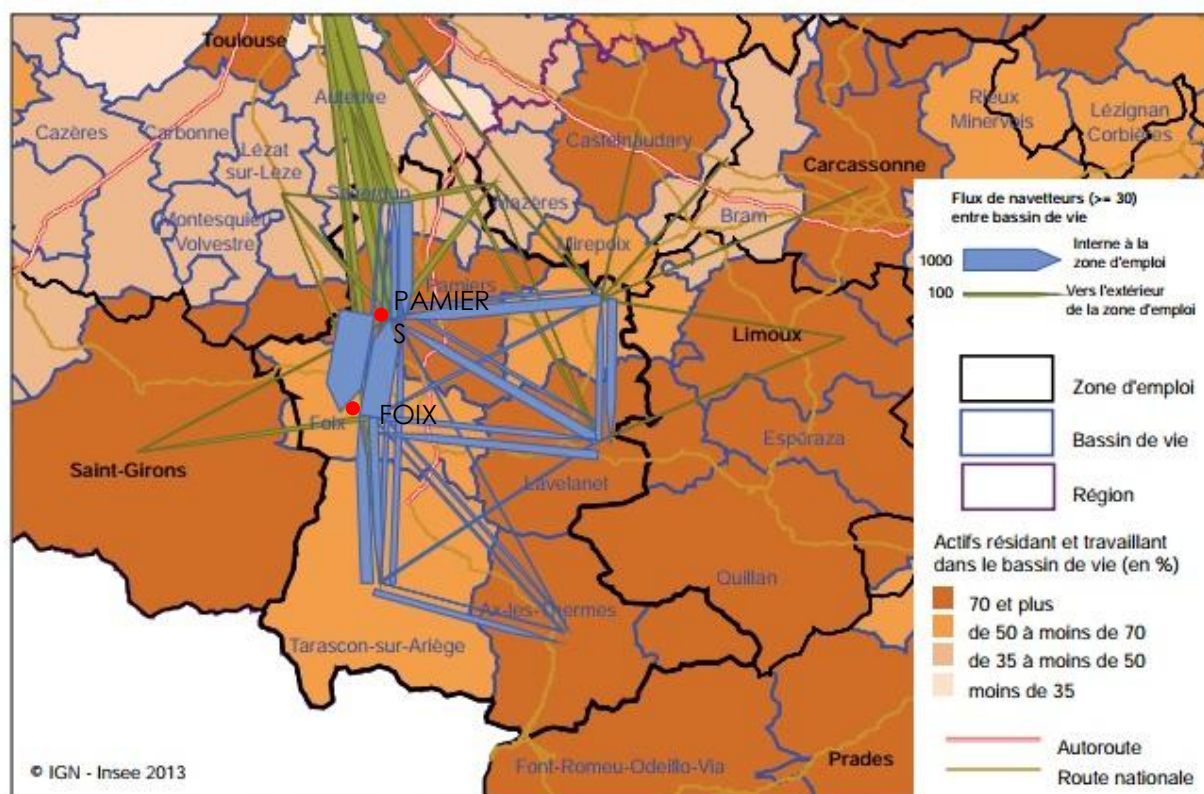 Toulouse
Auterive
Cazères
Carbonne
Lézat
sur-Leze
Castelnaudary
Rieux
Minervois
Lézignan
Corbières
Carcassonne
Saverdun
Mazères
Montesquieu
Volvestre
Bram
Mirepoix
Pamiers
PAMIER
S
Limoux
FOIX
Foix
Espéraza
Saint-Girons
Lavelanet
Quillan
Ax-les-Thermes
Tarascon-sur-Ariège
Font-Romeu-Odeillo-Via
Prades
© IGN - Insee 2013
Flux de navetteurs (>= 30)
entre bassin de vie
1000
Interne à la
zone d'emploi
100
Vers l'extérieur
de la zone d'emploi
Zone d'emploi
Bassin de vie
Région
Actifs résidant et travaillant
dans le bassin de vie (en %)
70 et plus
de 50 à moins de 70
de 35 à moins de 50
moins de 35
Autoroute
Route nationale